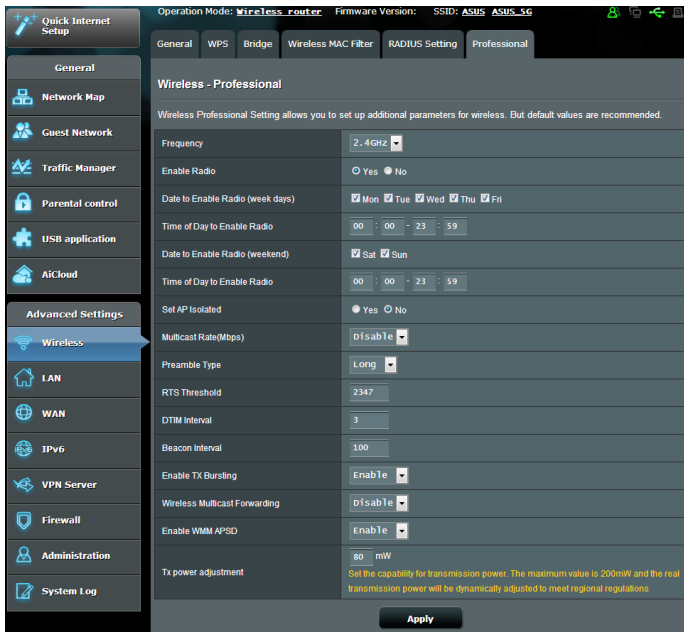 Quick Internet
Setup
Operation Mode: Wireless router Firmware Version: SSID: ASUS ASUS_5G
General WPS Bridge Wireless MAC Filter RADIUS Setting Professional
General
Network Map
Guest Network
Traffic Manager
Parental control
USB application
AiCloud
Advanced Settings
Wireless
LAN
WAN
IPv6
IPv6
VPN Server
Firewall
Administration
System Log
Wireless - Professional
Wireless Professional Setting allows you to set up additional parameters for wireless. But default values are recommended.
Frequency 2.4GHz
Enable Radio Yes No
Date to Enable Radio (week days) Mon Tue Wed Thu Fri
Time of Day to Enable Radio 00 : 00 - 23 : 59
Date to Enable Radio (weekend) Sat Sun
Time of Day to Enable Radio 00 : 00 - 23 : 59
Set AP Isolated Yes No
Multicast Rate(Mbps) Disable
Preamble Type Long
RTS Threshold 2347
DTIM Interval 3
Beacon Interval 100
Enable TX Bursting Enable
Wireless Multicast Forwarding Disable
Enable WMM APSD Enable
Tx power adjustment 80 mW
Set the capability for transmission power. The maximum value is 200mW and the real
transmission power will be dynamically adjusted to meet regional regulations
Apply